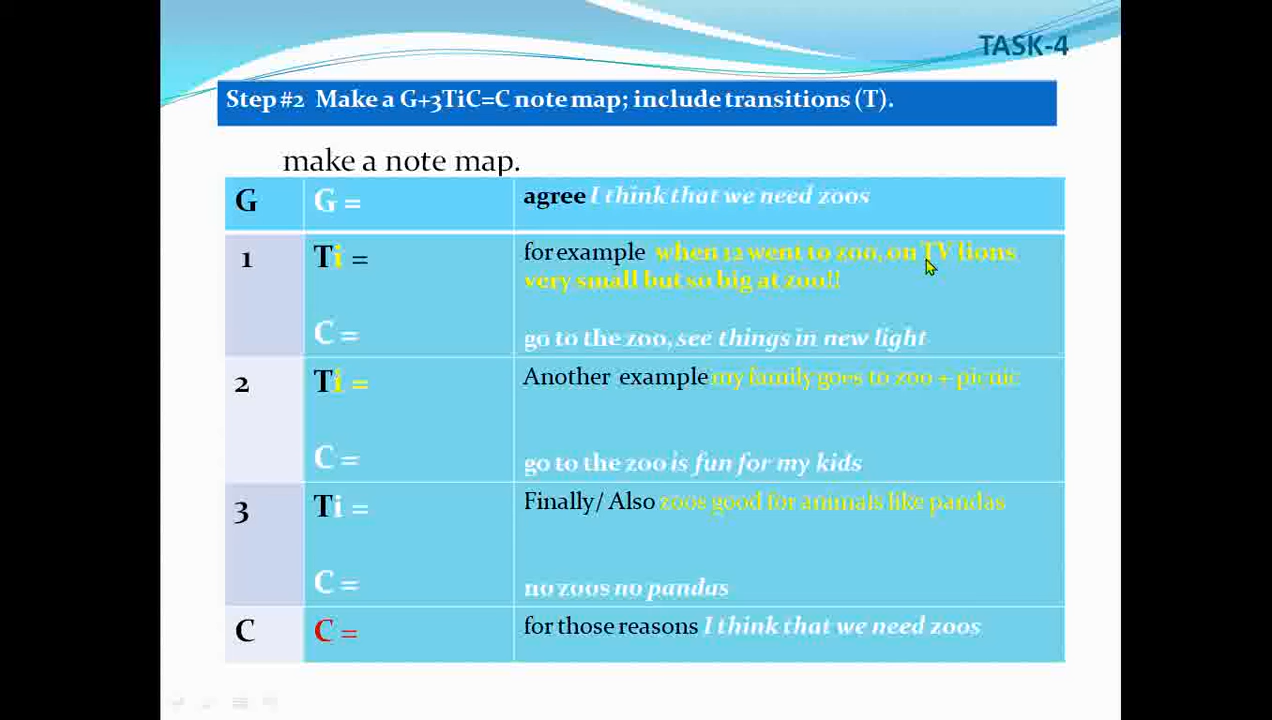 TASK-4
Step #2 Make a G+3TiC=C note map; include transitions (T).
make a note map.
G G = agree I think that we need zoos
1 Ti = for example when 12 went to zoo, on TV lions
very small but so big at zoo!!
C = go to the zoo, see things in new light
2 Ti = Another example my family goes to zoo + picnic
C = go to the zoo is fun for my kids
3 Ti = Finally/ Also zoos good for animals like pandas
C = no zoos no pandas
C C = for those reasons I think that we need zoos